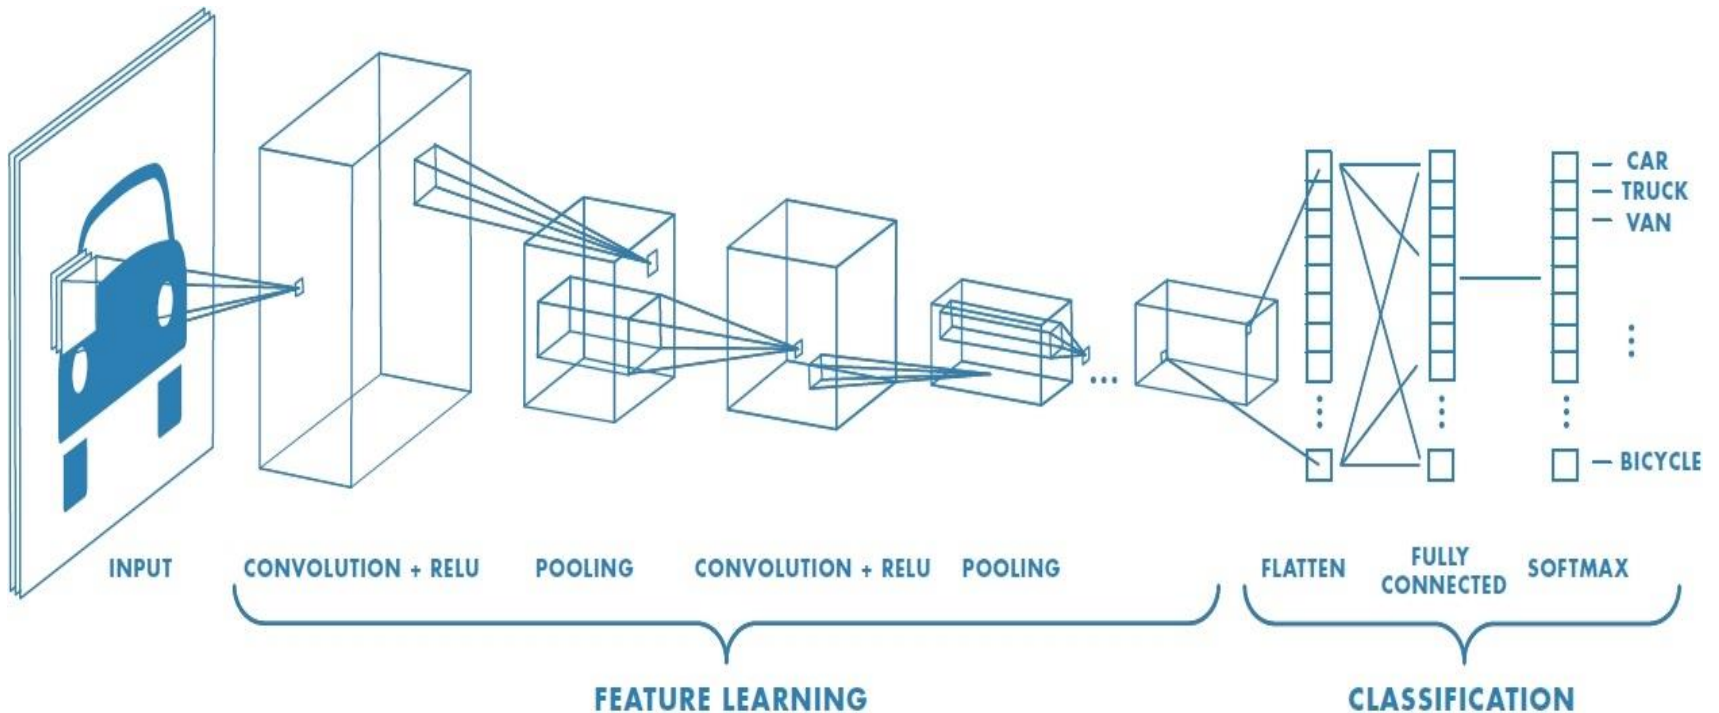 CAR
TRUCK
VAN
BICYCLE
INPUT
CONVOLUTION + RELU
POOLING
CONVOLUTION + RELU
POOLING
FLATTEN
FULLY
CONNECTED
SOFTMAX
FEATURE LEARNING
CLASSIFICATION